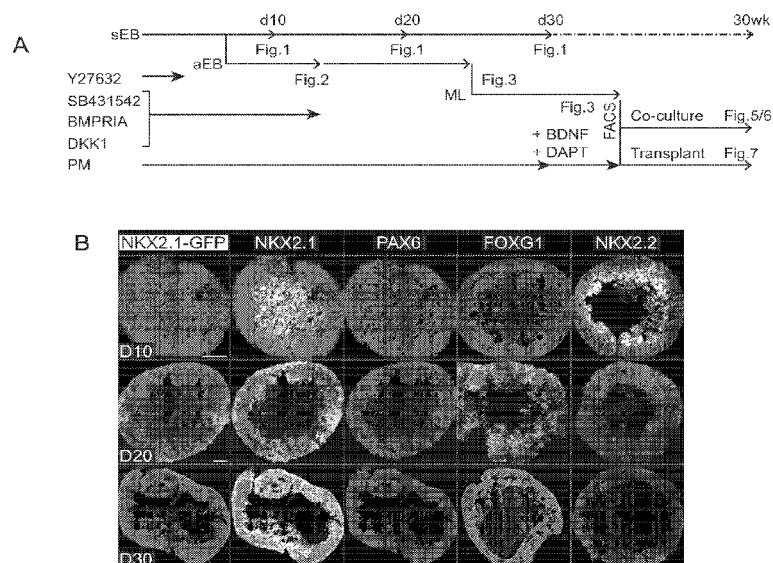 A
sEB d10 d20 d30 30wk
Fig.1 Fig.1 Fig.1
aEB
Fig.2 Fig.3
Y27632
ML
SB431542
Fig.3
BMPRIA
FACS
Co-culture Fig.5/6
+ BDNF
DKK1
+ DAPT
Transplant Fig.7
PM
B
NKX2.1-GFP NKX2.1 PAX6 FOXG1 NKX2.2
D10
D20
D30